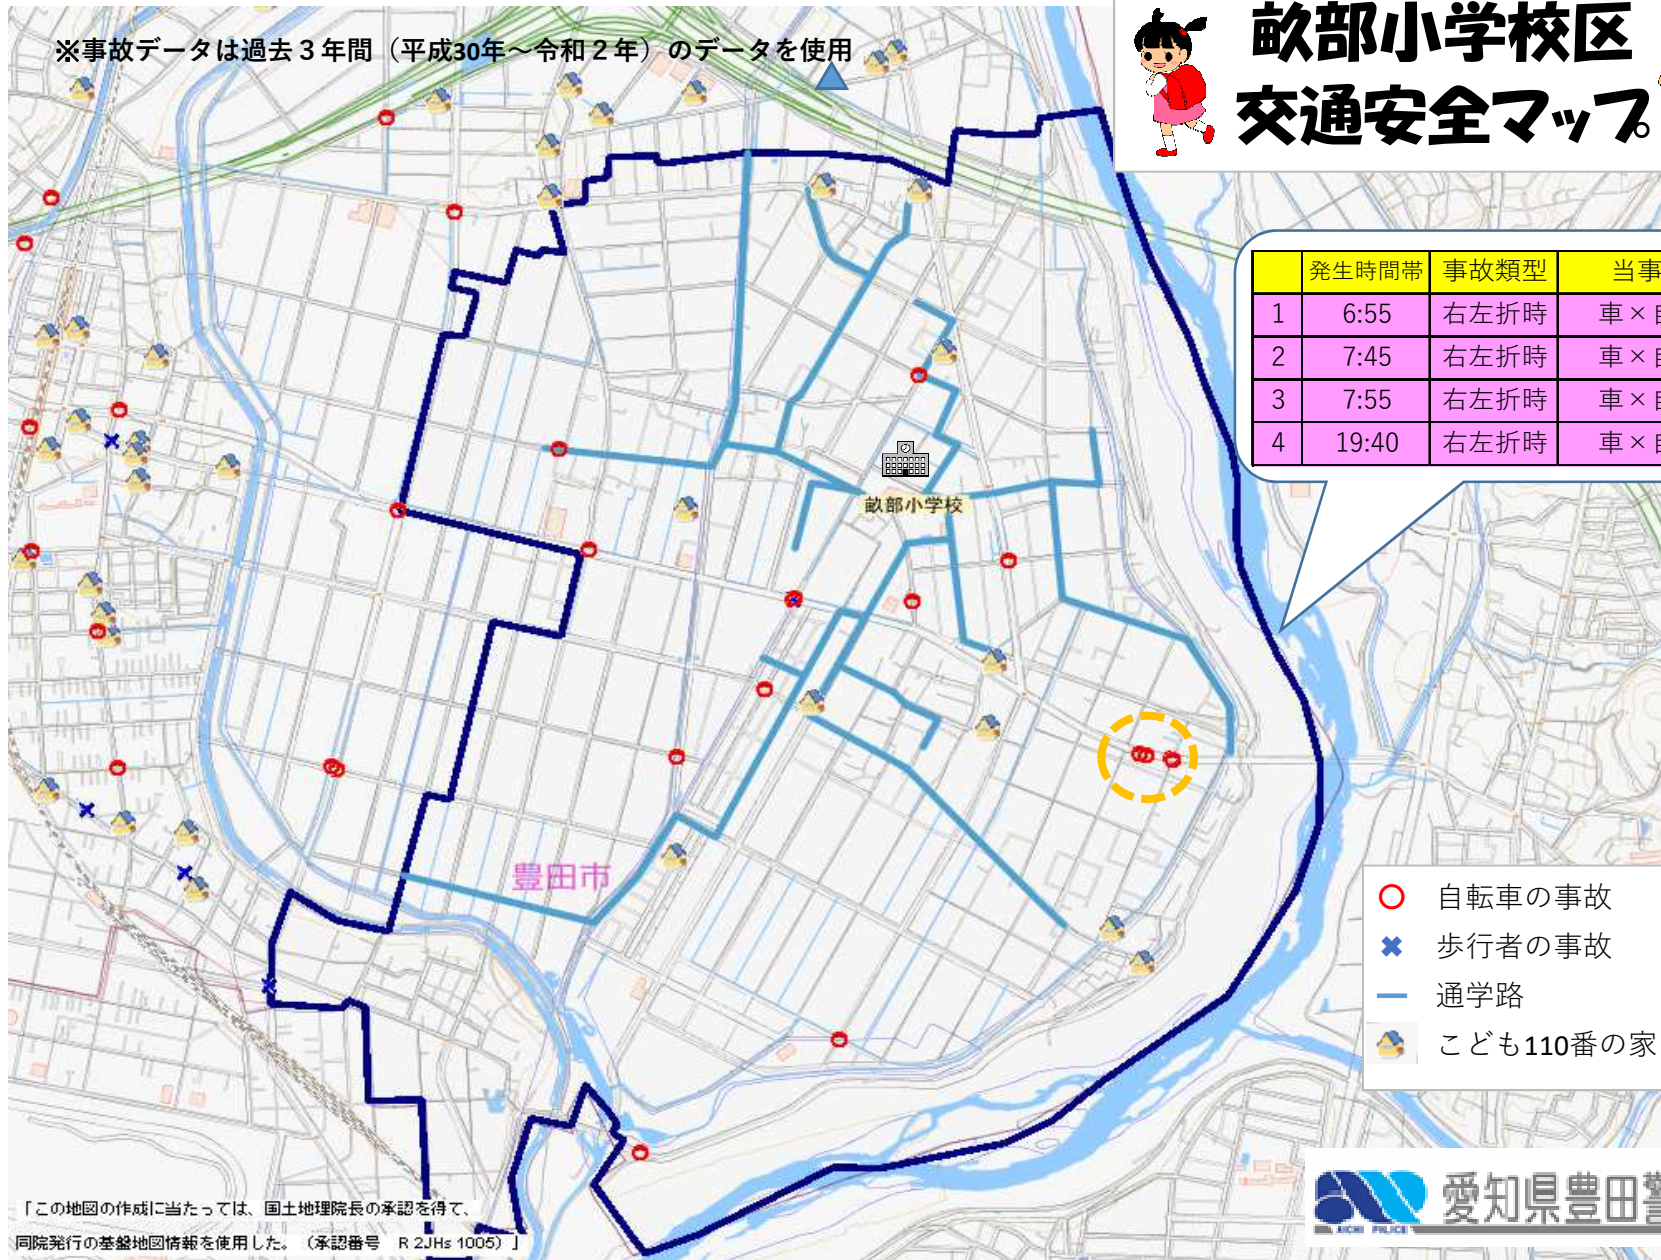 ※事故データは過去３年間（平成30年～令和２年）のデータを使用
畝部小学校区
交通安全マップ
発生時間帯 事故類型 当事
1 6:55 右左折時 車×
2 7:45 右左折時 車×
3 7:55 右左折時 車×
4 19:40 右左折時 車×
畝部小学校
豊田市
自転車の事故
歩行者の事故
通学路
こども110番の家
「この地図の作成に当たっては、国土地理院長の承認を得て、
同院発行の基盤地図情報を使用した。（承認番号 R 2JHs 1005）」
AICHI POLICE
愛知県豊田警